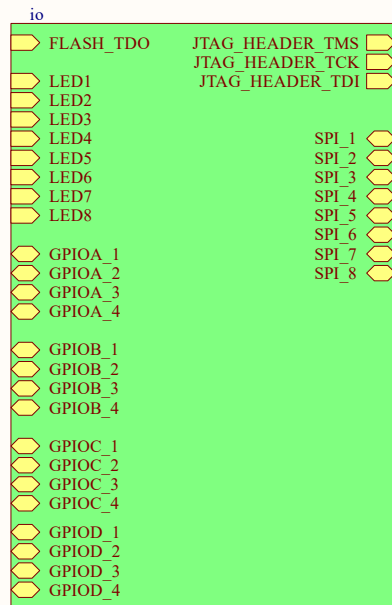 io
FLASH_TDO
JTAG_HEADER_TMS
JTAG_HEADER_TCK
JTAG_HEADER_TDI
LED1
LED2
LED3
LED4
LED5
LED6
LED7
LED8
SPI_1
SPI_2
SPI_3
SPI_4
SPI_5
SPI_6
SPI_7
SPI_8
GPIOA_1
GPIOA_2
GPIOA_3
GPIOA_4
GPIOB_1
GPIOB_2
GPIOB_3
GPIOB_4
GPIOC_1
GPIOC_2
GPIOC_3
GPIOC_4
GPIOD_1
GPIOD_2
GPIOD_3
GPIOD_4